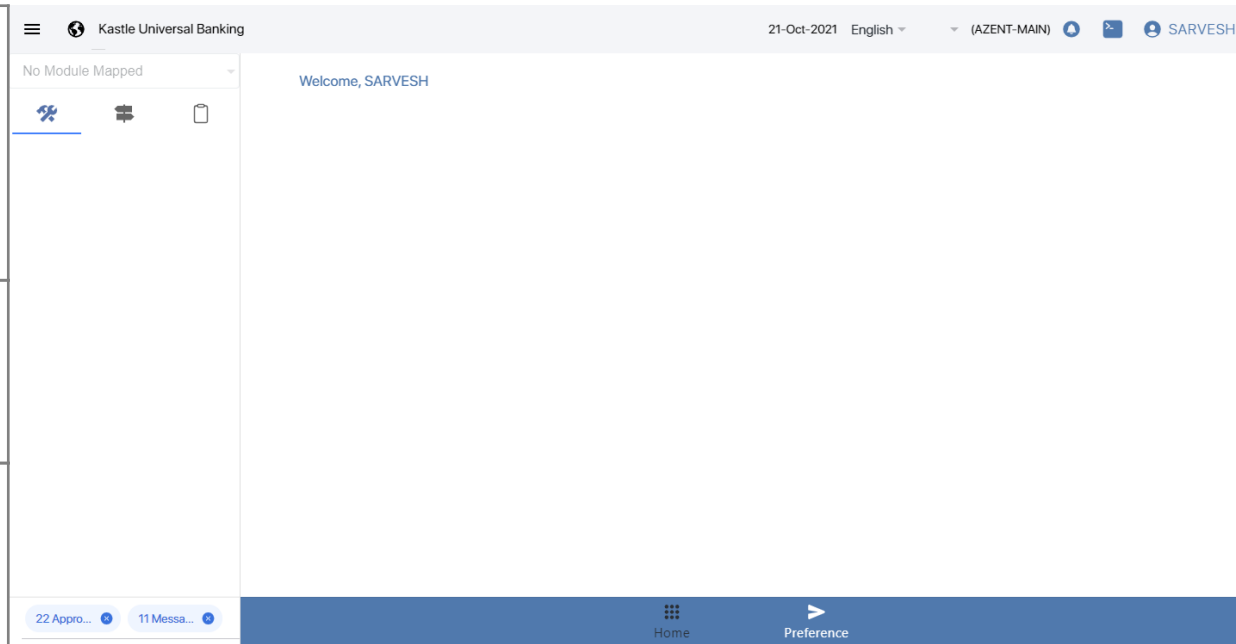 Kastle Universal Banking
21-Oct-2021 English (AZENT-MAIN) SARVESH
No Module Mapped
Welcome, SARVESH
22 Appro... 11 Messa...
Home Preference